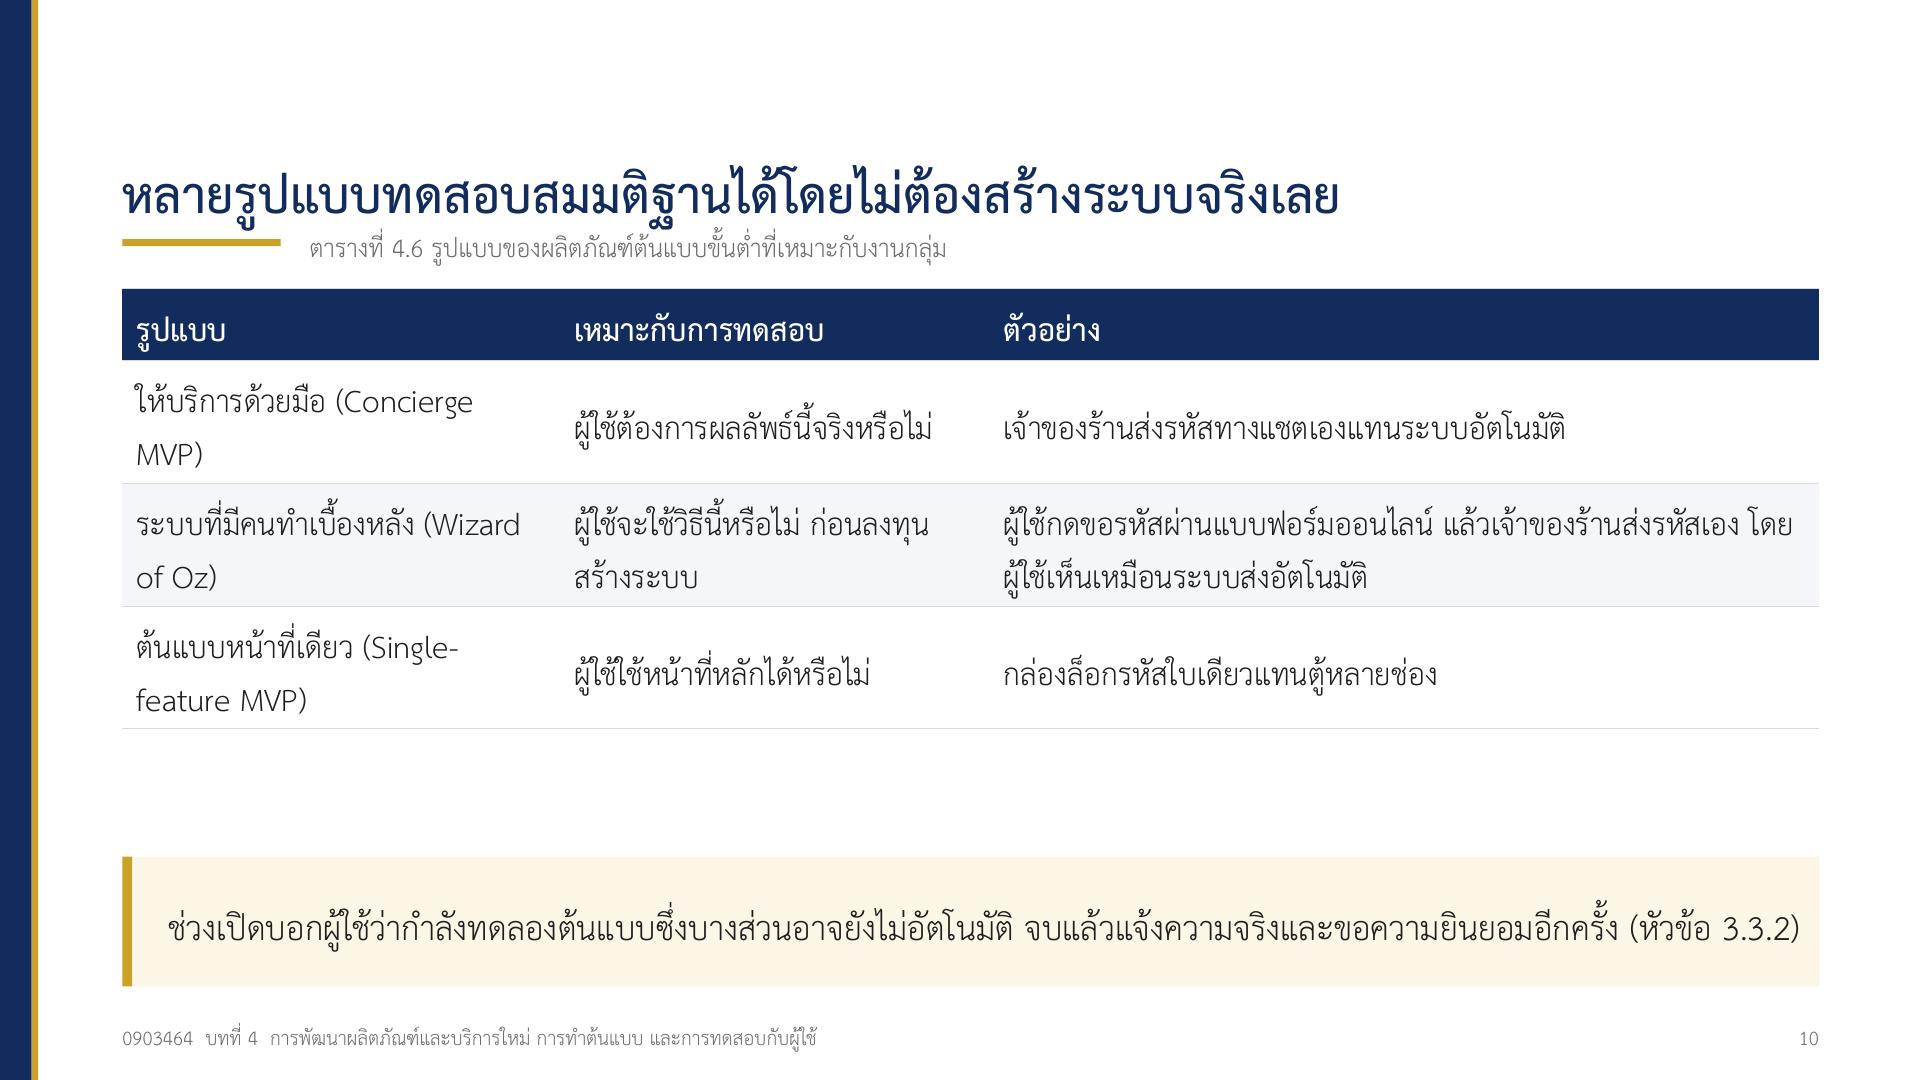 หลายรูปแบบทดสอบสมมติฐานได้โดยไม่ต้องสร้างระบบจริงเลย
ตารางที่ 4.6 รูปแบบของผลิตภัณฑ์ต้นแบบขั้นต่ำที่เหมาะกับงานกลุ่ม
รูปแบบ เหมาะกับการทดสอบ ตัวอย่าง
ให้บริการด้วยมือ (Concierge
MVP)
ผู้ใช้ต้องการผลลัพธ์นี้จริงหรือไม่
เจ้าของร้านส่งรหัสทางแชตเองแทนระบบอัตโนมัติ
ระบบที่มีคนทำเบื้องหลัง (Wizard
of Oz)
ผู้ใช้จะใช้วิธีนี้หรือไม่ ก่อนลงทุน
สร้างระบบ
ผู้ใช้กดขอรหัสผ่านแบบฟอร์มออนไลน์ แล้วเจ้าของร้านส่งรหัสเอง โดย
ผู้ใช้เห็นเหมือนระบบส่งอัตโนมัติ
ต้นแบบหน้าที่เดียว (Single-
feature MVP)
ผู้ใช้ใช้หน้าที่หลักได้หรือไม่
กล่องล็อกรหัสใบเดียวแทนตู้หลายช่อง
ช่วงเปิดบอกผู้ใช้ว่ากำลังทดลองต้นแบบซึ่งบางส่วนอาจยังไม่อัตโนมัติ จบแล้วแจ้งความจริงและขอความยินยอมอีกครั้ง (หัวข้อ 3.3.2)
0903464 บทที่ 4 การพัฒนาผลิตภัณฑ์และบริการใหม่ การทำต้นแบบ และการทดสอบกับผู้ใช้
10